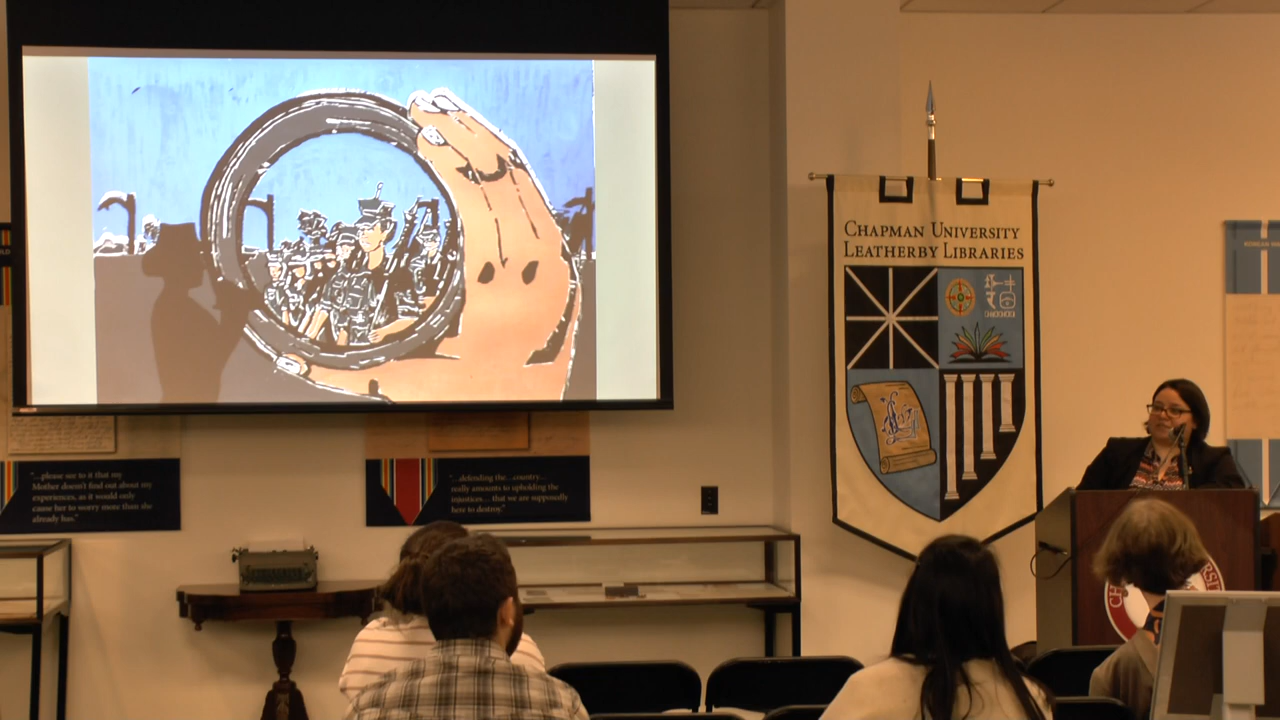 CHAPMAN UNIVERSITY
LEATHERBY LIBRARIES
"...please see to it that my
Mother doesn't find out about my
experiences, as it would only
cause her to worry more than the
already has."
"...defending the...country...
really amounts to upholding the
injustices.... that we are supposedly
here to destroy."